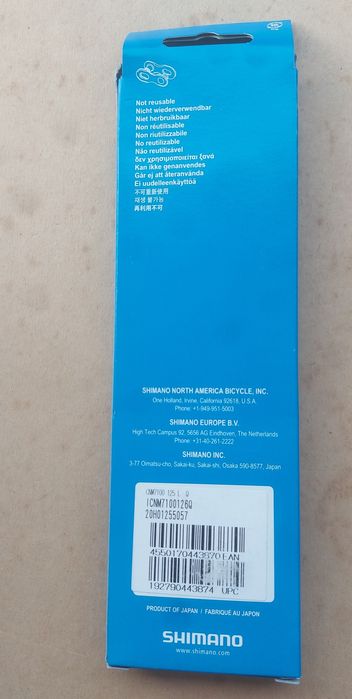 Not reusable
Nicht wiederverwendbar
Niet herbruikbaar
Non réutilisable
Non riutilizzabile
No reutilizable
Não reutilizável
δεν χρησιμοποιείται ξανά
Kan ikke genanvendes
Går ej att återanvända
Ei uudelleenkäyttöä
不可重新使用
재생 불가능
再利用不可
SHIMANO NORTH AMERICA BICYCLE, INC.
One Holland, Irvine, California 92618, U.S.A.
Phone: +1-949-951-5003
SHIMANO EUROPE B.V.
High Tech Campus 92, 5656 AG Eindhoven, The Netherlands
Phone: +31-40-261-2222
SHIMANO INC.
3-77 Oimatsu-cho, Sakai-ku, Sakai-shi, Osaka 590-8577, Japan
CNM7100 125 L Q
ICNM7100126Q
20H01255057
4550170443870 EAN
192790443874 UPC
PRODUCT OF JAPAN / FABRIQUÉ AU JAPON
SHIMANO
www.shimano.com